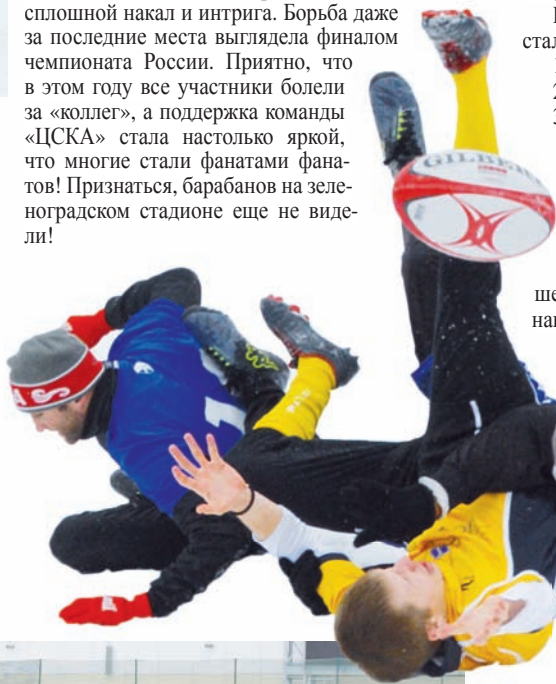 сплошной накал и интрига. Борьба даже
за последние места выглядела финалом
чемпионата России. Приятно, что
в этом году все участники болели
за «коллег», а поддержка команды
«ЦСКА» стала настолько яркой,
что многие стали фанатами фана-
тов! Признаться, барабанов на зеле-
ноградском стадионе еще не виде-
ли!
GILBERT